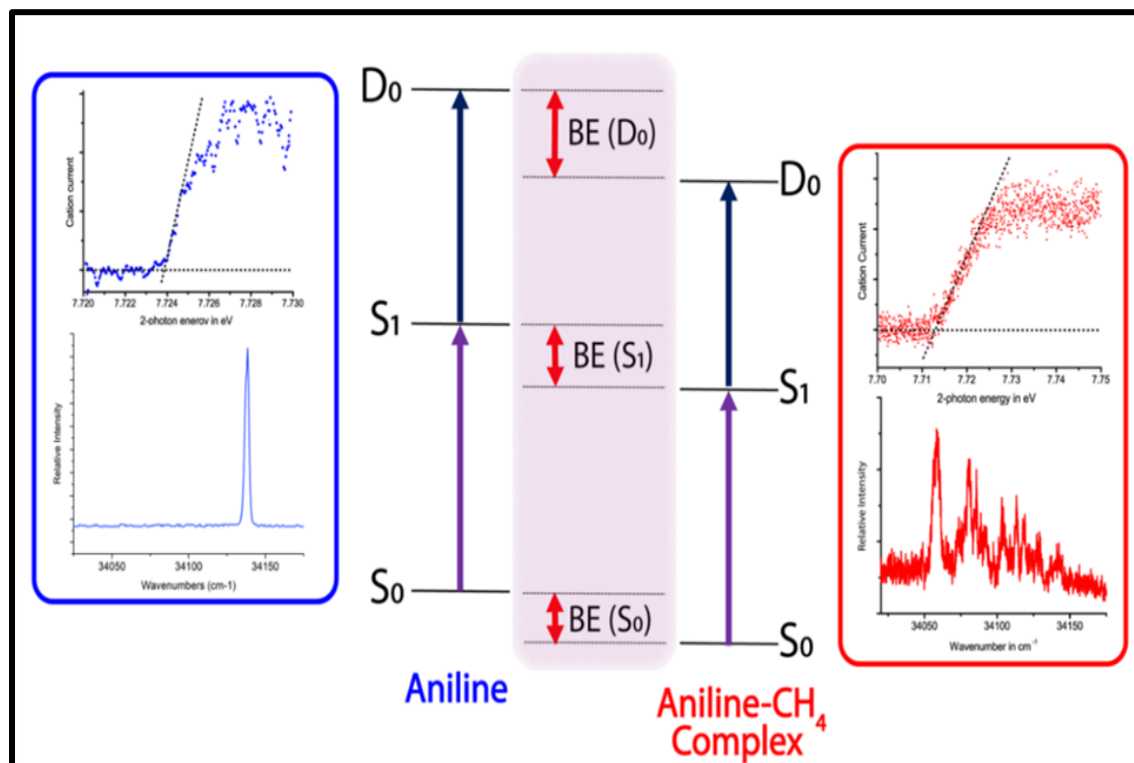 D₀
BE (D₀)
D₀
S₁
BE (S₁)
S₁
S₀
BE (S₀)
S₀
Aniline
Aniline-CH₄
Complex
Cation current
7.720 7.722 7.724 7.726 7.728 7.730
2-photon energy in eV
Relative Intensity
34050 34100 34150
Wavenumbers (cm-1)
Cation Current
7.70 7.71 7.72 7.73 7.74 7.75
2-photon energy in eV
Relative Intensity
34050 34100 34150
Wavenumber in cm⁻¹